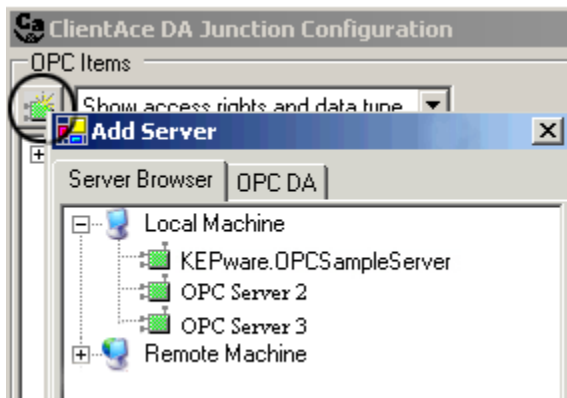 ClientAce DA Junction Configuration
OPC Items
Show access rights and data type
Add Server
Server Browser
OPC DA
Local Machine
KEPware.OPCSampleServer
OPC Server 2
OPC Server 3
Remote Machine